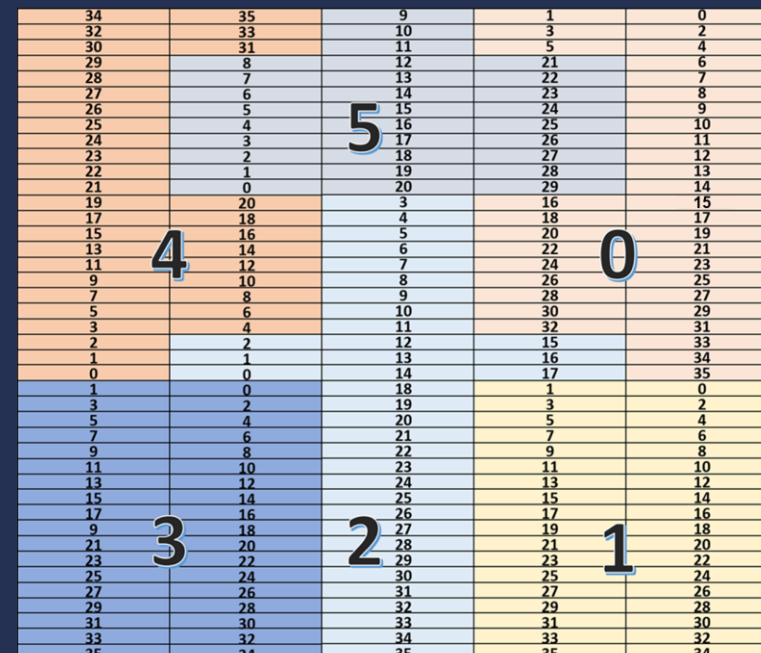 34 35 9 1 0
32 33 10 3 2
30 31 11 5 4
29 8 12 21 6
28 7 13 22 7
27 6 14 23 8
26 5 15 24 9
25 4 16 25 10
5
24 3 17 26 11
23 2 18 27 12
22 1 19 28 13
21 0 20 29 14
19 20 3 16 15
17 18 4 18 17
15 16 5 20 19
13 14 6 22 21
4 0
11 12 7 24 23
9 10 8 26 25
7 8 9 28 27
5 6 10 30 29
3 4 11 32 31
2 2 12 15 33
1 1 13 16 34
0 0 14 17 35
1 0 18 1 0
3 2 19 3 2
5 4 20 5 4
7 6 21 7 6
9 8 22 9 8
11 10 23 11 10
13 12 24 13 12
15 14 25 15 14
17 16 26 17 16
9 18 27 19 18
3 2 1
21 20 28 21 20
23 22 29 23 22
25 24 30 25 24
27 26 31 27 26
29 28 32 29 28
31 30 33 31 30
33 32 34 33 32